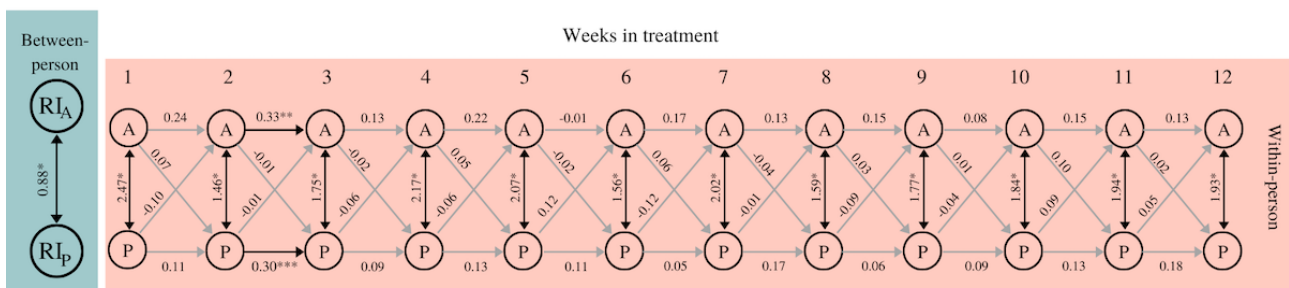 Between-
person
Weeks in treatment
1 2 3 4 5 6 7 8 9 10 11 12
RI_A
A A A A A A A A A A A A
0.24 0.33** 0.13 0.22 -0.01 0.17 0.13 0.15 0.08 0.15 0.13
0.07 -0.01 -0.02 0.05 -0.02 0.06 -0.04 0.03 0.01 0.10 0.02
0.88*
2.47* 1.46* 1.75* 2.17* 2.07* 1.56* 2.02* 1.59* 1.77* 1.84* 1.94* 1.93*
-0.10 -0.01 -0.06 -0.06 0.12 -0.12 -0.01 -0.09 -0.04 0.09 0.05
RI_P
P P P P P P P P P P P P
0.11 0.30*** 0.09 0.13 0.11 0.05 0.17 0.06 0.09 0.13 0.18
Within-person